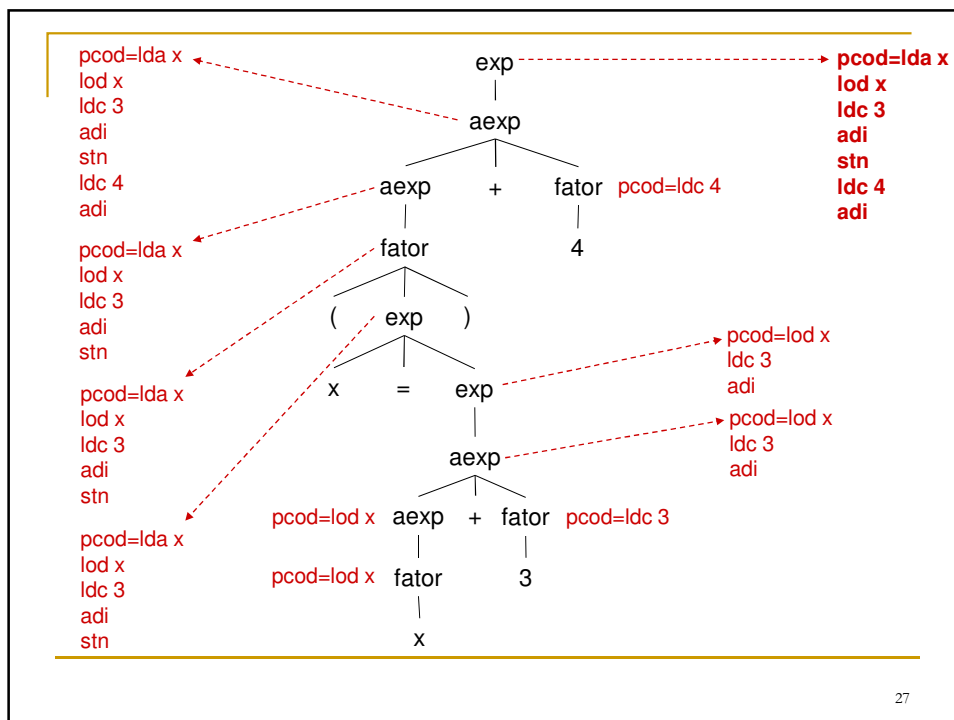 pcod=lda x
lod x
ldc 3
adi
stn
ldc 4
adi
exp
pcod=lda x
lod x
ldc 3
adi
stn
ldc 4
adi
aexp
aexp + fator pcod=ldc 4
pcod=lda x
lod x
ldc 3
adi
stn
fator 4
( exp )
x = exp
pcod=lod x
ldc 3
adi
pcod=lda x
lod x
ldc 3
adi
stn
pcod=lod x
ldc 3
adi
aexp
pcod=lod x aexp + fator pcod=ldc 3
pcod=lda x
lod x
ldc 3
adi
stn
pcod=lod x fator 3
x
27